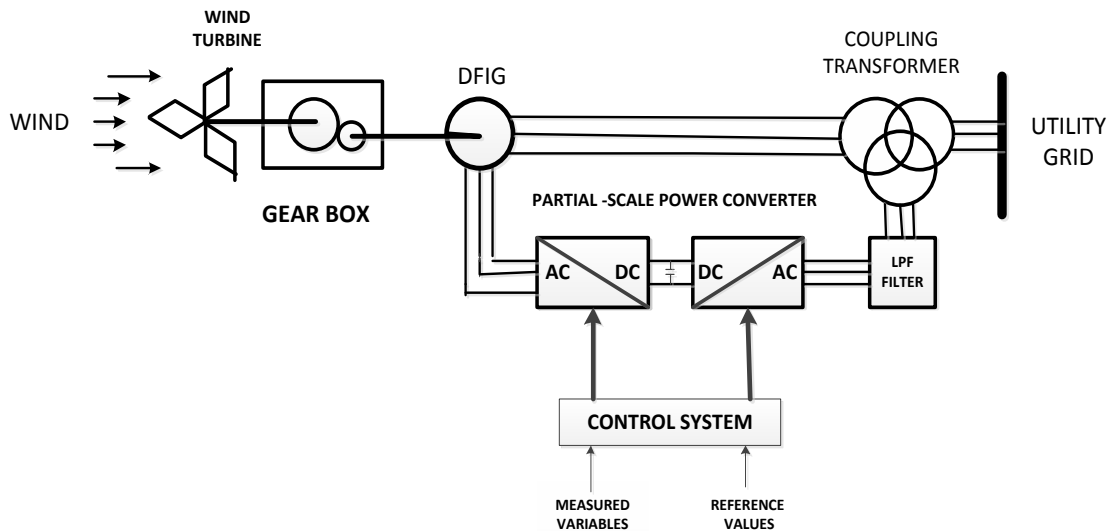 WIND
TURBINE
COUPLING
TRANSFORMER
DFIG
WIND
UTILITY
GRID
GEAR BOX
PARTIAL -SCALE POWER CONVERTER
AC
DC
DC
AC
LPF
FILTER
CONTROL SYSTEM
MEASURED
VARIABLES
REFERENCE
VALUES